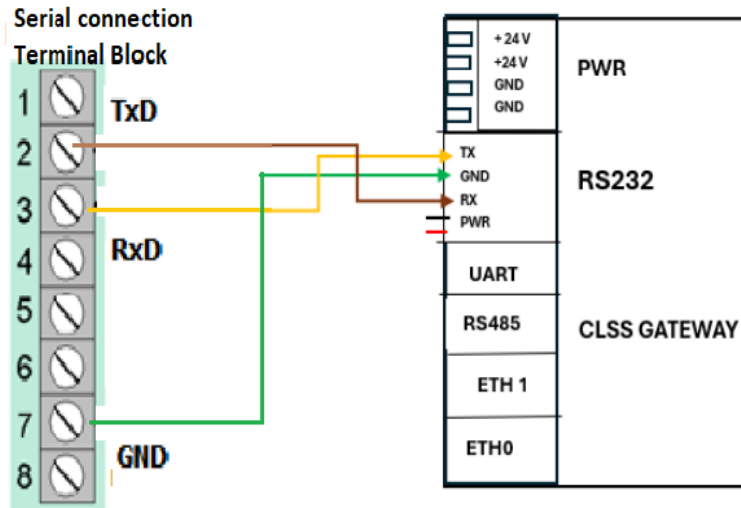 Serial connection
Terminal Block
1
TxD
2
3
RxD
4
5
6
7
GND
8
+24 V
+24 V
GND
GND
PWR
TX
GND
RX
PWR
RS232
UART
RS485
CLSS GATEWAY
ETH 1
ETH0